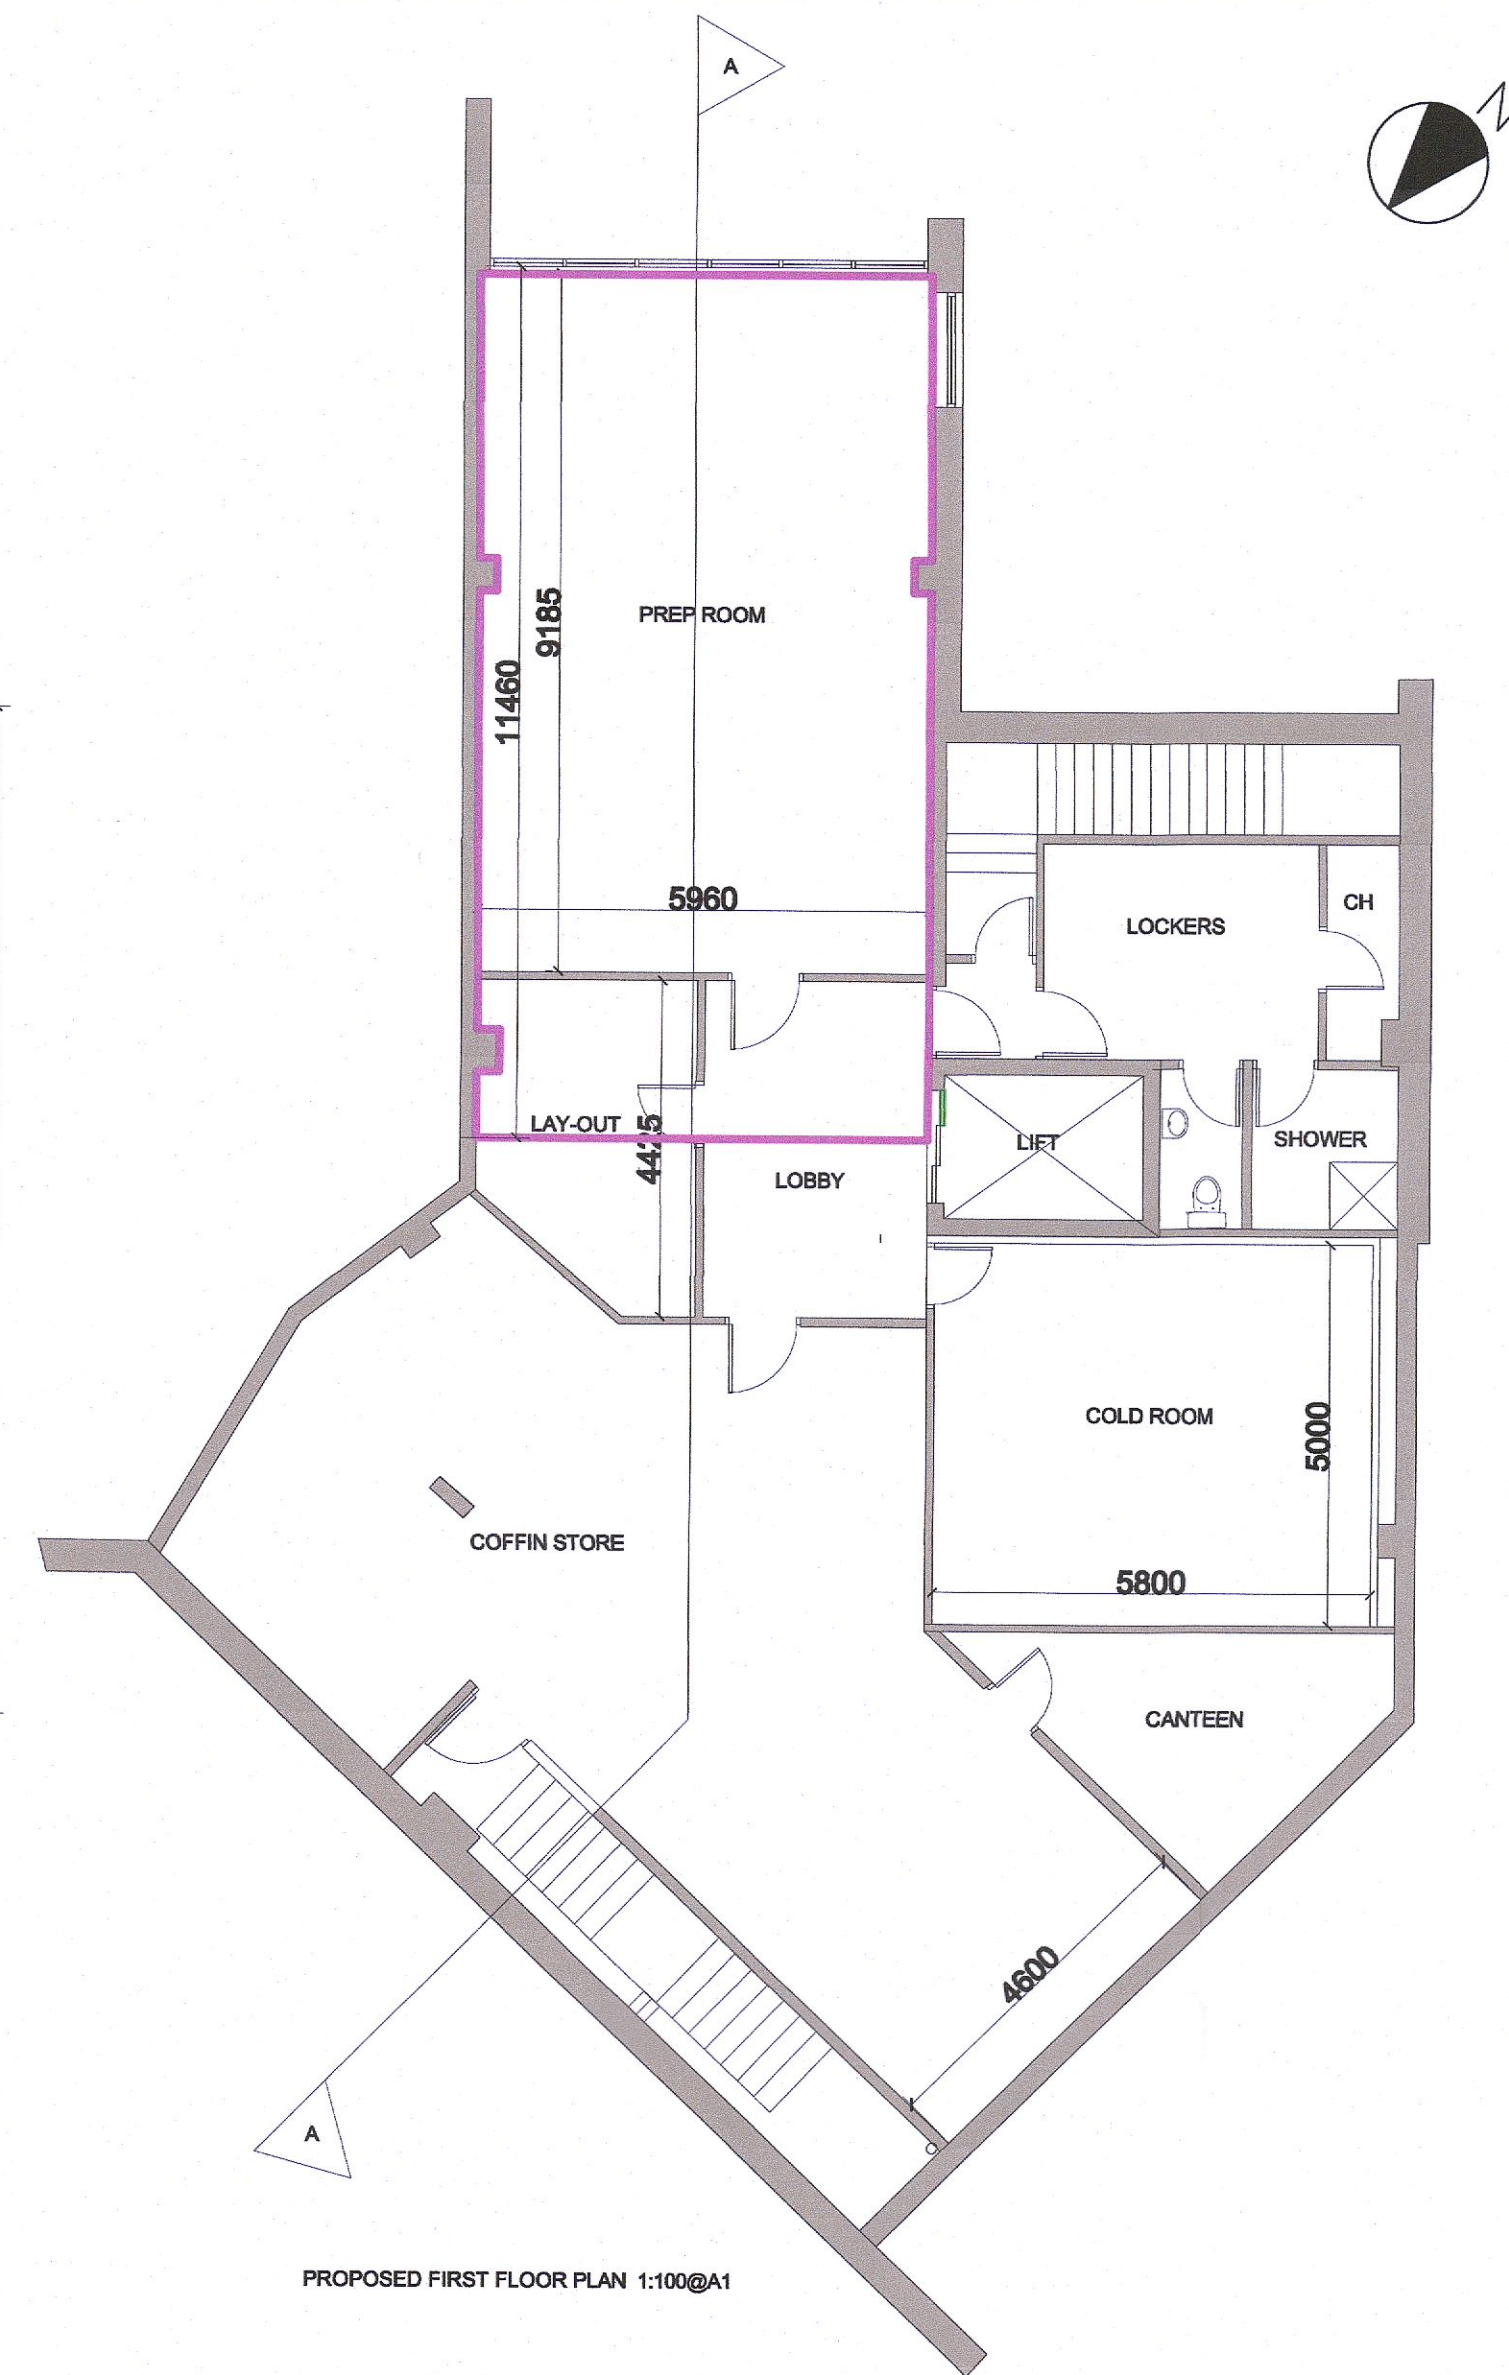 A
N
PREP ROOM
9185
11460
5960
LOCKERS
CH
LAY-OUT
4425
LIFT
SHOWER
LOBBY
COLD ROOM
5000
COFFIN STORE
5800
CANTEEN
4600
A
PROPOSED FIRST FLOOR PLAN 1:100@A1